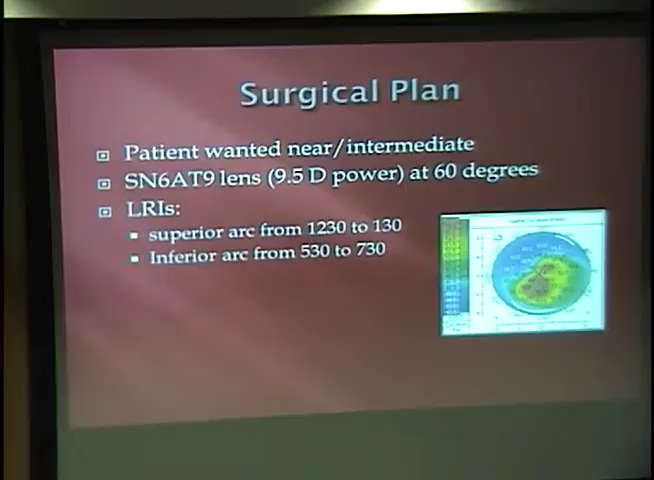 Surgical Plan
Patient wanted near/intermediate
SN6AT9 lens (9.5 D power) at 60 degrees
LRIs:
superior arc from 1230 to 130
Inferior arc from 530 to 730